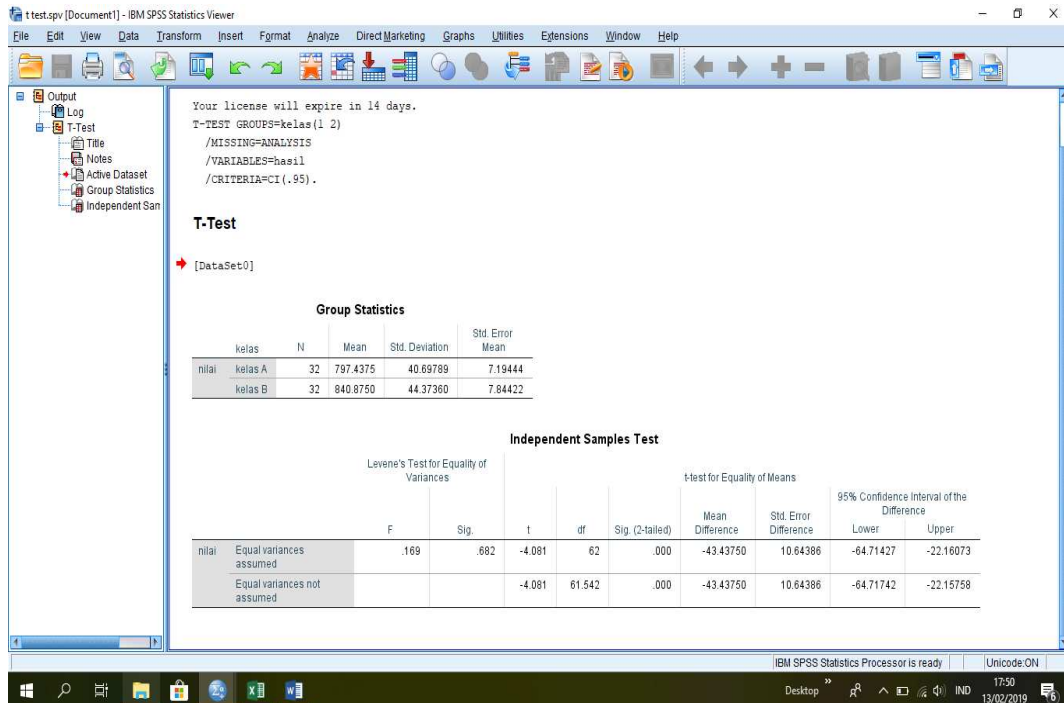 t test.spv [Document1] - IBM SPSS Statistics Viewer
File Edit View Data Transform Insert Format Analyze Direct Marketing Graphs Utilities Extensions Window Help
Output
Log
T-Test
Title
Notes
Active Dataset
Group Statistics
Independent Sam
Your license will expire in 14 days.
T-TEST GROUPS=kelas(1 2)
/MISSING=ANALYSIS
/VARIABLES=hasil
/CRITERIA=CI(.95).
T-Test
[DataSet0]
Group Statistics
kelas N Mean Std. Deviation Std. Error Mean
nilai kelas A 32 797.4375 40.69789 7.19444
kelas B 32 840.8750 44.37360 7.84422
Independent Samples Test
Levene's Test for Equality of Variances t-test for Equality of Means
95% Confidence Interval of the Difference
F Sig. t df Sig. (2-tailed) Mean Difference Std. Error Difference Lower Upper
nilai Equal variances assumed .169 .682 -4.081 62 .000 -43.43750 10.64386 -64.71427 -22.16073
Equal variances not assumed -4.081 61.542 .000 -43.43750 10.64386 -64.71742 -22.15758
IBM SPSS Statistics Processor is ready Unicode:ON
Desktop IND 17:50
13/02/2019 6